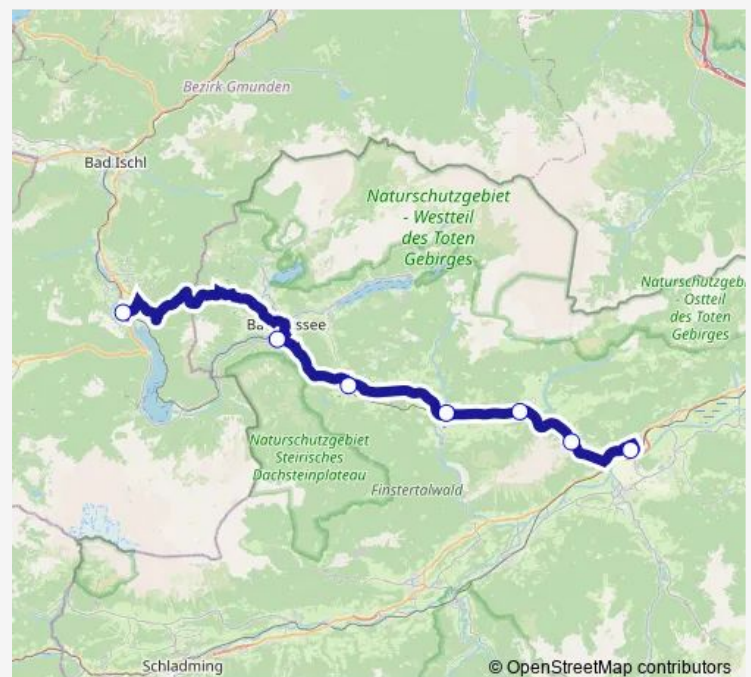 Bezirk Gmunden
Bad Ischl
Naturschutzgebiet
- Westteil
des Toten
Gebirges
- Ostteil
des Toten
Gebirges
Naturschutzgebiet
Steirisches
Dachsteinplateau
Finstertalwald
Schladming
© OpenStreetMap contributors